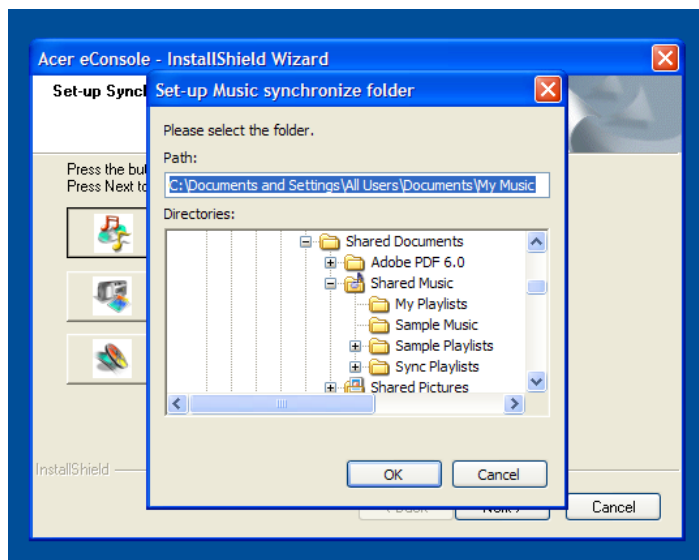 Acer eConsole - InstallShield Wizard
Set-up Syncl
Set-up Music synchronize folder
Please select the folder.
Path:
C:\Documents and Settings\All Users\Documents\My Music
Press the but
Press Next to
Directories:
Shared Documents
Adobe PDF 6.0
Shared Music
My Playlists
Sample Music
Sample Playlists
Sync Playlists
Shared Pictures
InstallShield
OK
Cancel
Cancel